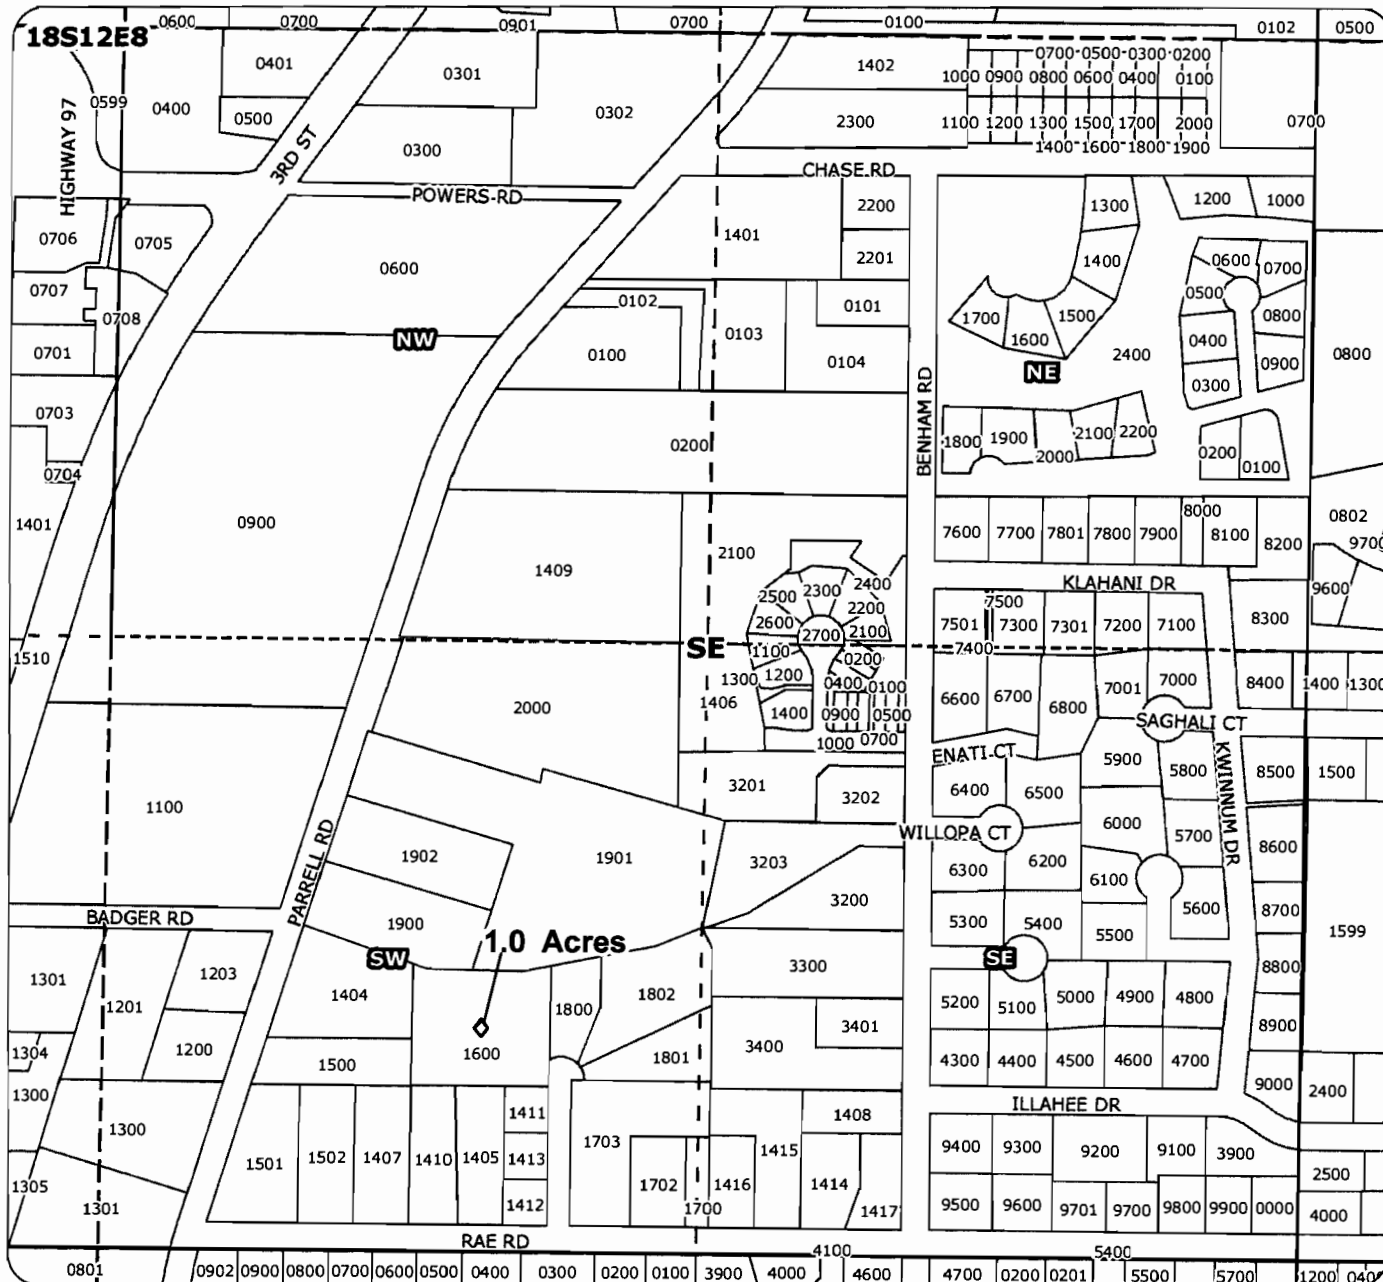 0600 0700 0901 0700 0100 0102 0500
18S12E8
0401 0301 1402 0700 0500 0300 0200
1000 0900 0800 0600 0400 0100
HIGHWAY 97 0599 0400 0500 0302
3RD ST 0300 2300 1100 1200 1300 1500 1700 2000 0700
1400 1600 1800 1900
CHASE RD
POWERS RD
0706 0705 1401 2200 1300 1200 1000
0600 2201 1400 0600 0700
0707 0708 0102 0101 1700 1600 1500 0500 0800
NW 0103 2400 0400
0701 0100 0104 NE 0900 0800
0703 BENHAM RD 0300
0200 1800 1900 2000 2100 2200 0200 0100
0704
1401 0900 2100 7600 7700 7801 7800 7900 8000 8100 8200 0802
9700
1409 KLAHANI DR
2500 2300 2400 7500 9600
2600 2200 7501 7300 7301 7200 7100 8300
2700 2100
1510 SE 1100 0200 7400
1300 1200 0400 0100 6600 6700 6800 7001 7000 8400 1400 1300
2000 1406 1400 0900 0500 SAGHALI CT
1000 0700 ENATI CT 5900 KWINNUM DR
3201 3202 6400 6500 5800 8500 1500
1100 PARRELL RD 6000 5700
WILLOPA CT
1902 1901 3203 6300 6200 8600
3200 6100 5600
BADGER RD 1900 5300 5400 5500 8700 1599
1.0 Acres
SW SE
1301 1203 3300 8800
1201 1404 1800 1802 5200 5100 5000 4900 4800
3401 8900
1304 1200 1500 1600 1801 3400 4300 4400 4500 4600 4700
1300 9000 2400
1300 1411 1408 ILLAHEE DR
1501 1502 1407 1410 1405 1413 1703 1415 9400 9300 9200 9100 3900
1305 1702 1416 1414 2500
1301 1412 1700 1417 9500 9600 9701 9700 9800 9900 0000 4000
RAE RD
4100 5400
0801 0902 0900 0800 0700 0600 0500 0400 0300 0200 0100 3900 4000 4600 4700 0200 0201 5500 5700 1200